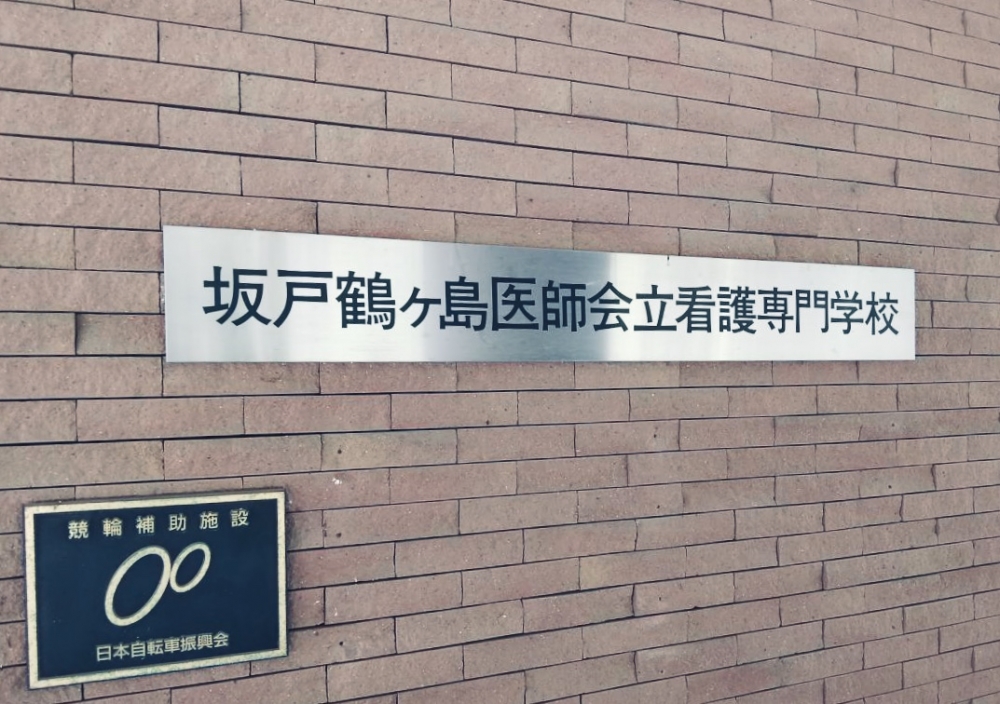 坂戸鶴ヶ島医師会立看護専門学校
競輪補助施設
日本自転車振興会